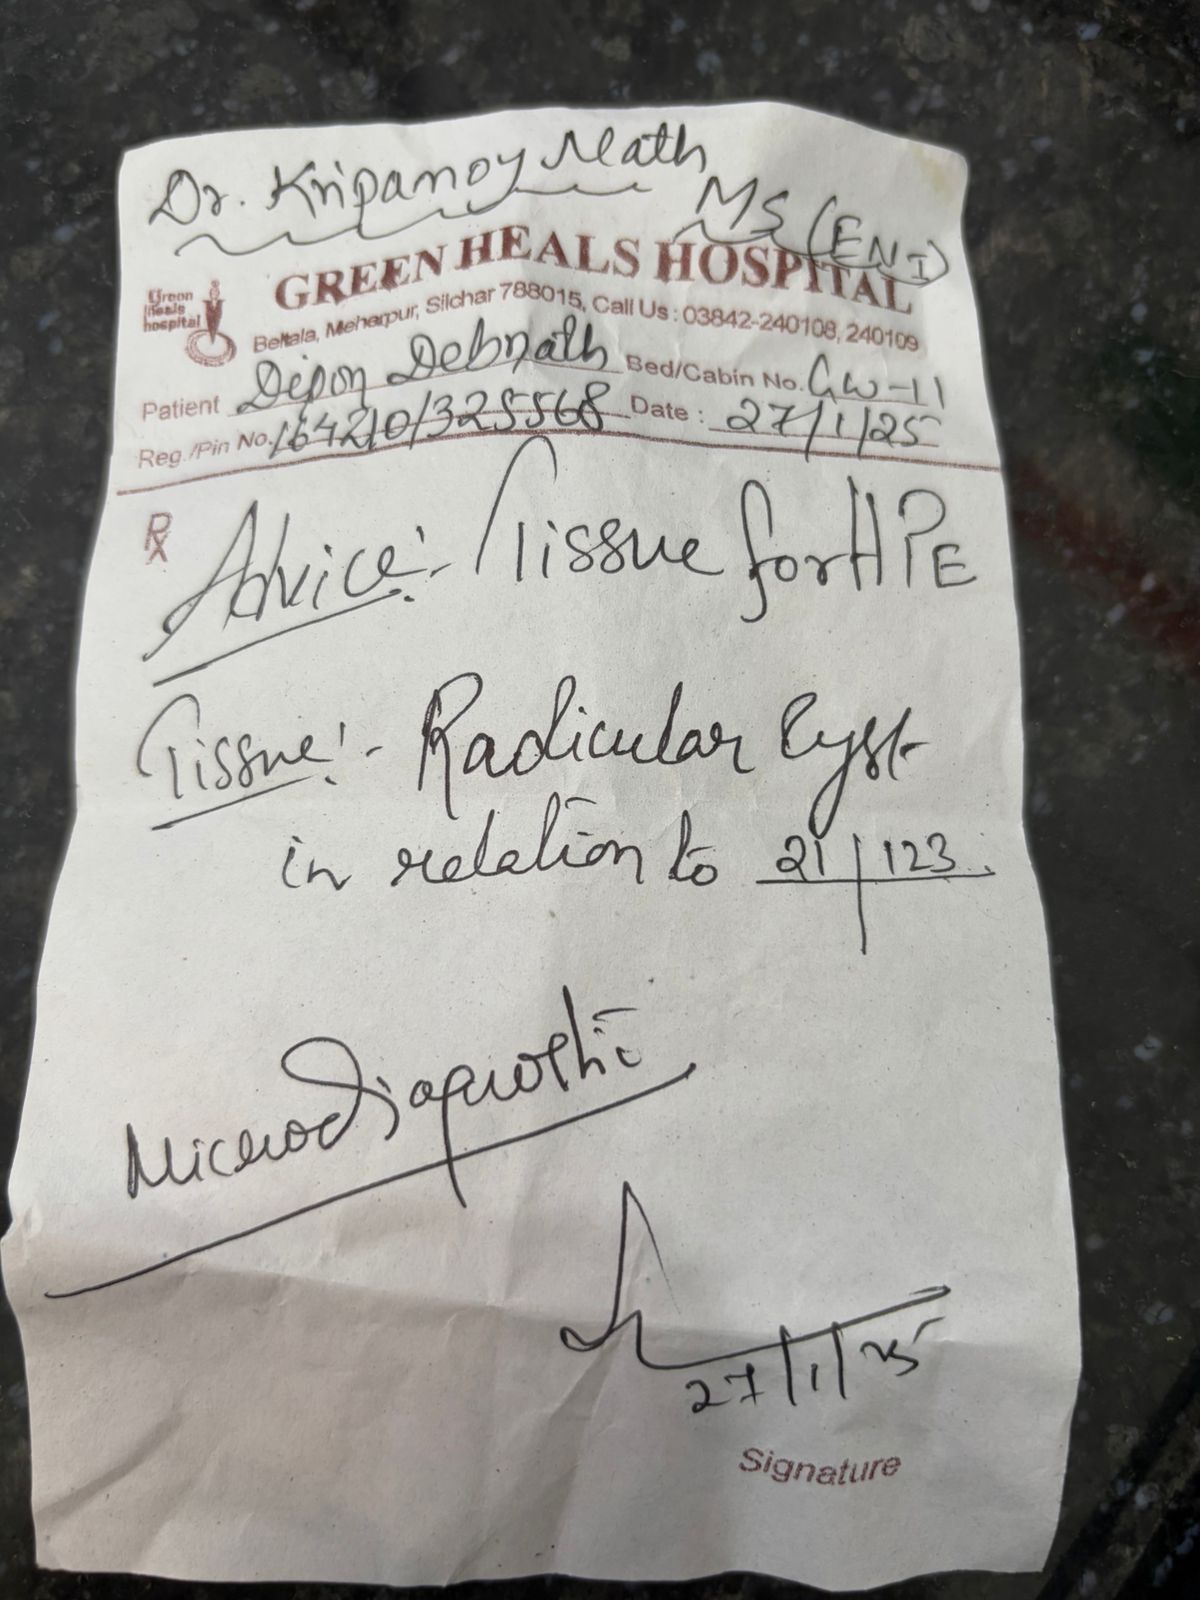 Dr. Kripamoy Nath
MS (ENT)
GREEN HEALS HOSPITAL
Green heals hospital
Beltala, Meherpur, Silchar 788015, Call Us : 03842-240108, 240109
Patient Dipon Debnath Bed/Cabin No. GW-11
Reg./Pin No. Date : 27/1/25
Rx
Advice:- Tissue for HPE
Tissue:- Radicular Cyst
in relation to 21 | 123
Microdiagnostic
27/1/25
Signature